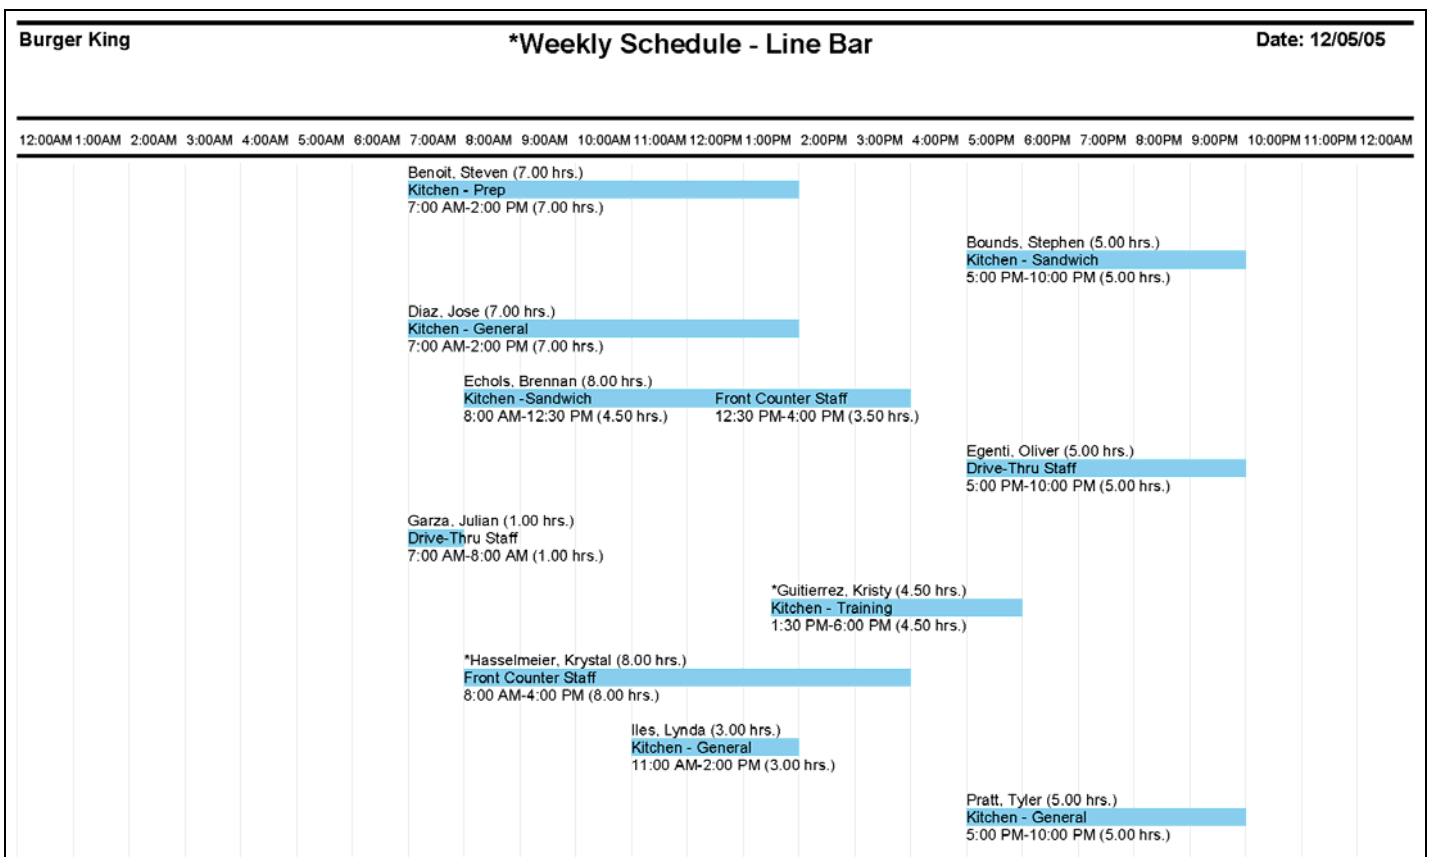 Burger King
*Weekly Schedule - Line Bar
Date: 12/05/05
12:00AM 1:00AM 2:00AM 3:00AM 4:00AM 5:00AM 6:00AM 7:00AM 8:00AM 9:00AM 10:00AM 11:00AM 12:00PM 1:00PM 2:00PM 3:00PM 4:00PM 5:00PM 6:00PM 7:00PM 8:00PM 9:00PM 10:00PM 11:00PM 12:00AM
Benoit, Steven (7.00 hrs.)
Kitchen - Prep
7:00 AM-2:00 PM (7.00 hrs.)
Bounds, Stephen (5.00 hrs.)
Kitchen - Sandwich
5:00 PM-10:00 PM (5.00 hrs.)
Diaz, Jose (7.00 hrs.)
Kitchen - General
7:00 AM-2:00 PM (7.00 hrs.)
Echols, Brennan (8.00 hrs.)
Kitchen -Sandwich Front Counter Staff
8:00 AM-12:30 PM (4.50 hrs.) 12:30 PM-4:00 PM (3.50 hrs.)
Egenti, Oliver (5.00 hrs.)
Drive-Thru Staff
5:00 PM-10:00 PM (5.00 hrs.)
Garza, Julian (1.00 hrs.)
Drive-Thru Staff
7:00 AM-8:00 AM (1.00 hrs.)
*Guitierrez, Kristy (4.50 hrs.)
Kitchen - Training
1:30 PM-6:00 PM (4.50 hrs.)
*Hasselmeier, Krystal (8.00 hrs.)
Front Counter Staff
8:00 AM-4:00 PM (8.00 hrs.)
Iles, Lynda (3.00 hrs.)
Kitchen - General
11:00 AM-2:00 PM (3.00 hrs.)
Pratt, Tyler (5.00 hrs.)
Kitchen - General
5:00 PM-10:00 PM (5.00 hrs.)